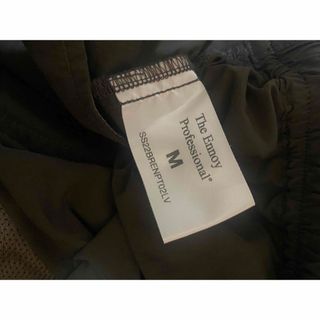 The Ennoy
Professional®
M
SS22BRENPT02LV